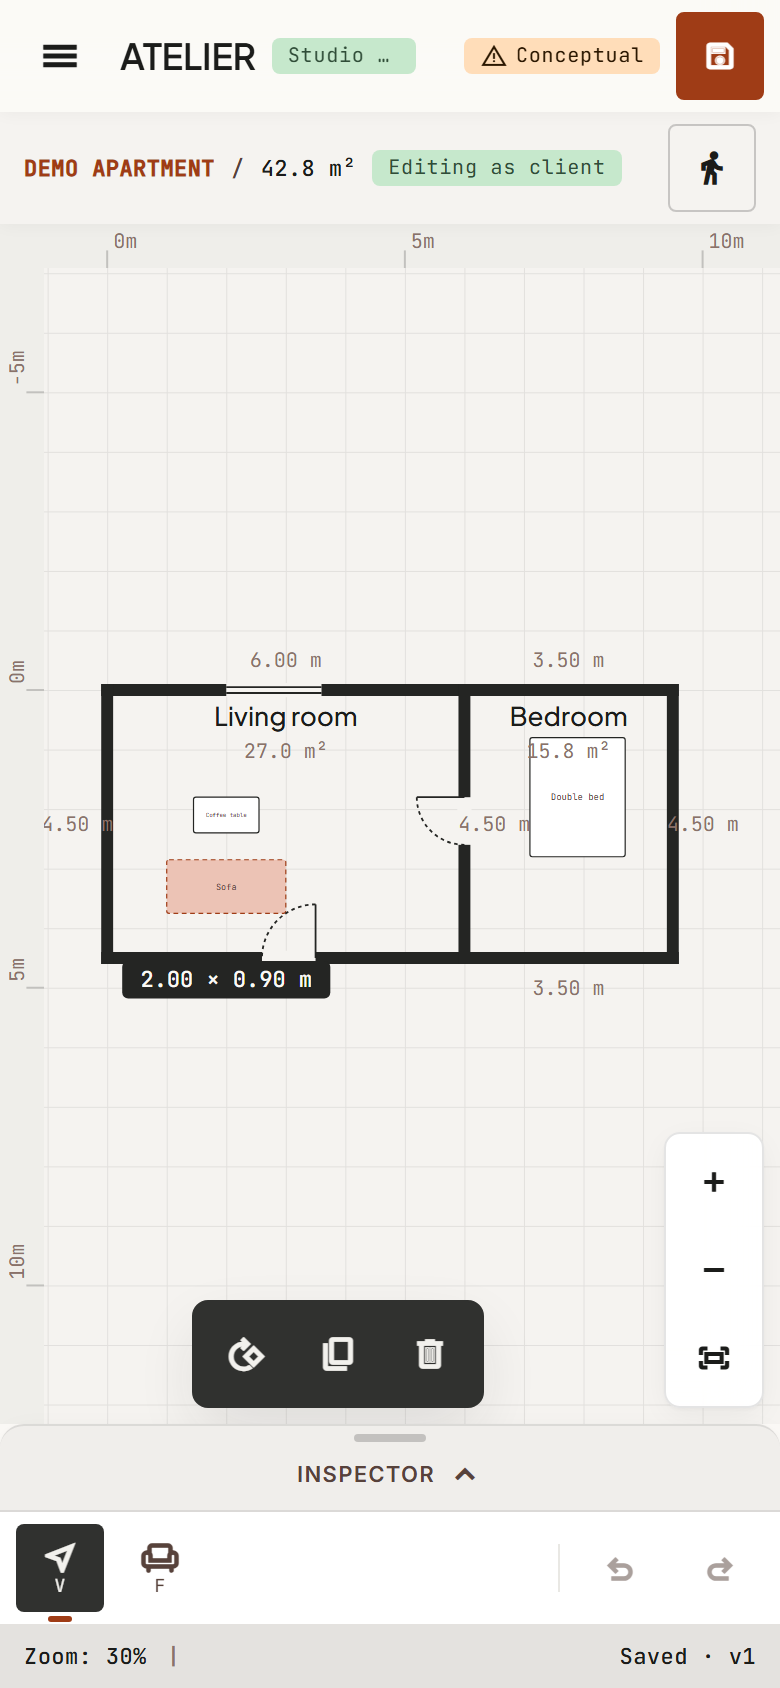 ATELIER Studio … Conceptual
DEMO APARTMENT / 42.8 m² Editing as client
0m 5m 10m
-5m
0m
5m
10m
6.00 m 3.50 m
Living room Bedroom
27.0 m² 15.8 m²
Coffee table Double bed
4.50 m 4.50 m 4.50 m
Sofa
2.00 × 0.90 m 3.50 m
+
−
INSPECTOR
V F
Zoom: 30% | Saved · v1